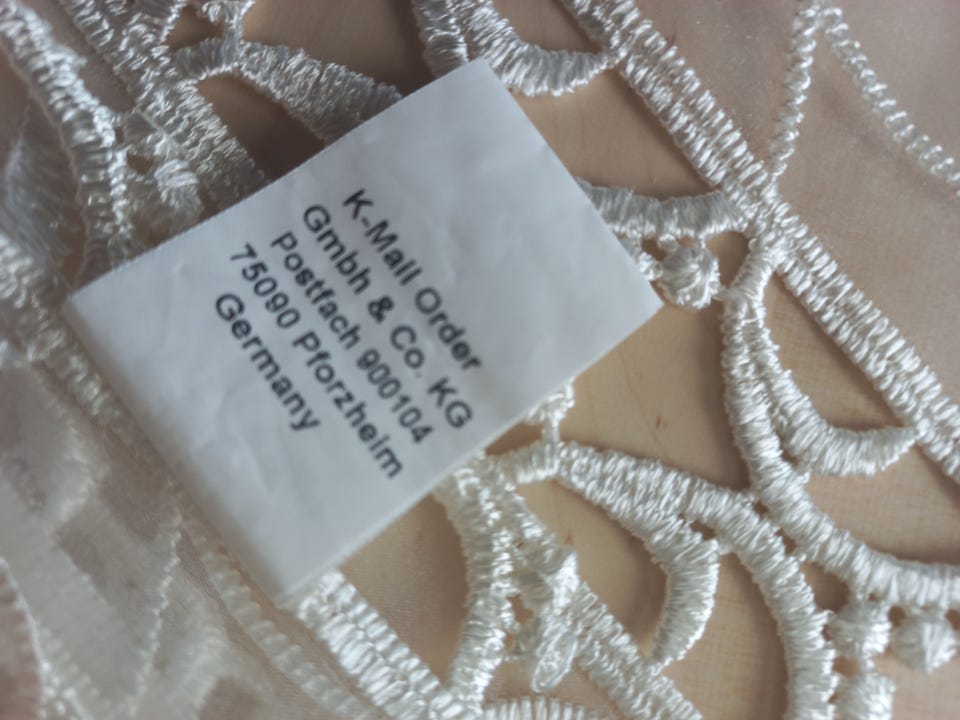 K-Mail Order
Gmbh & Co. KG
Postfach 900104
75090 Pforzheim
Germany